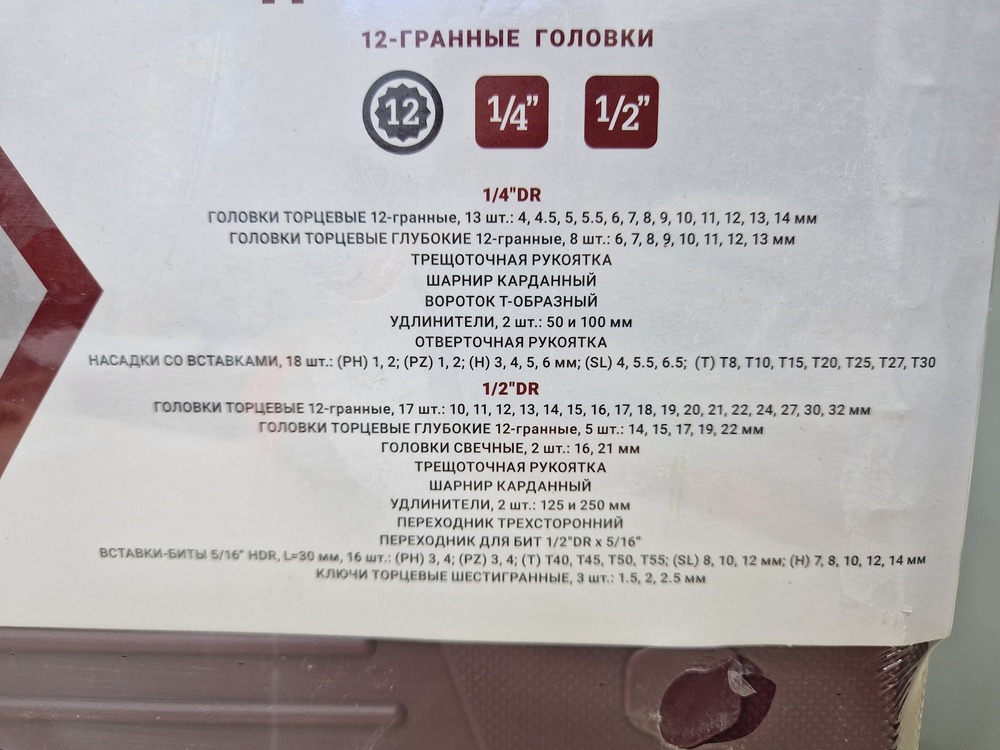 12-ГРАННЫЕ ГОЛОВКИ
12 1/4” 1/2”
1/4"DR
ГОЛОВКИ ТОРЦЕВЫЕ 12-гранные, 13 шт.: 4, 4.5, 5, 5.5, 6, 7, 8, 9, 10, 11, 12, 13, 14 мм
ГОЛОВКИ ТОРЦЕВЫЕ ГЛУБОКИЕ 12-гранные, 8 шт.: 6, 7, 8, 9, 10, 11, 12, 13 мм
ТРЕЩОТОЧНАЯ РУКОЯТКА
ШАРНИР КАРДАННЫЙ
ВОРОТОК Т-ОБРАЗНЫЙ
УДЛИНИТЕЛИ, 2 шт.: 50 и 100 мм
ОТВЕРТОЧНАЯ РУКОЯТКА
НАСАДКИ СО ВСТАВКАМИ, 18 шт.: (PH) 1, 2; (PZ) 1, 2; (H) 3, 4, 5, 6 мм; (SL) 4, 5.5, 6.5; (T) T8, T10, T15, T20, T25, T27, T30
1/2"DR
ГОЛОВКИ ТОРЦЕВЫЕ 12-гранные, 17 шт.: 10, 11, 12, 13, 14, 15, 16, 17, 18, 19, 20, 21, 22, 24, 27, 30, 32 мм
ГОЛОВКИ ТОРЦЕВЫЕ ГЛУБОКИЕ 12-гранные, 5 шт.: 14, 15, 17, 19, 22 мм
ГОЛОВКИ СВЕЧНЫЕ, 2 шт.: 16, 21 мм
ТРЕЩОТОЧНАЯ РУКОЯТКА
ШАРНИР КАРДАННЫЙ
УДЛИНИТЕЛИ, 2 шт.: 125 и 250 мм
ПЕРЕХОДНИК ТРЕХСТОРОННИЙ
ПЕРЕХОДНИК ДЛЯ БИТ 1/2"DR x 5/16"
ВСТАВКИ-БИТЫ 5/16" HDR, L=30 мм, 16 шт.: (PH) 3, 4; (PZ) 3, 4; (T) T40, T45, T50, T55; (SL) 8, 10, 12 мм; (H) 7, 8, 10, 12, 14 мм
КЛЮЧИ ТОРЦЕВЫЕ ШЕСТИГРАННЫЕ, 3 шт.: 1.5, 2, 2.5 мм